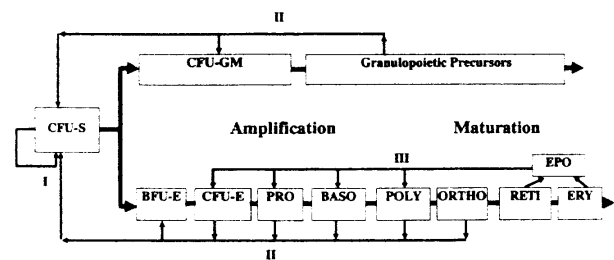 II
CFU-GM
Granulopoietic Precursors
CFU-S
Amplification
Maturation
I
III
EPO
BFU-E
CFU-E
PRO
BASO
POLY
ORTHO
RETI
ERY
II